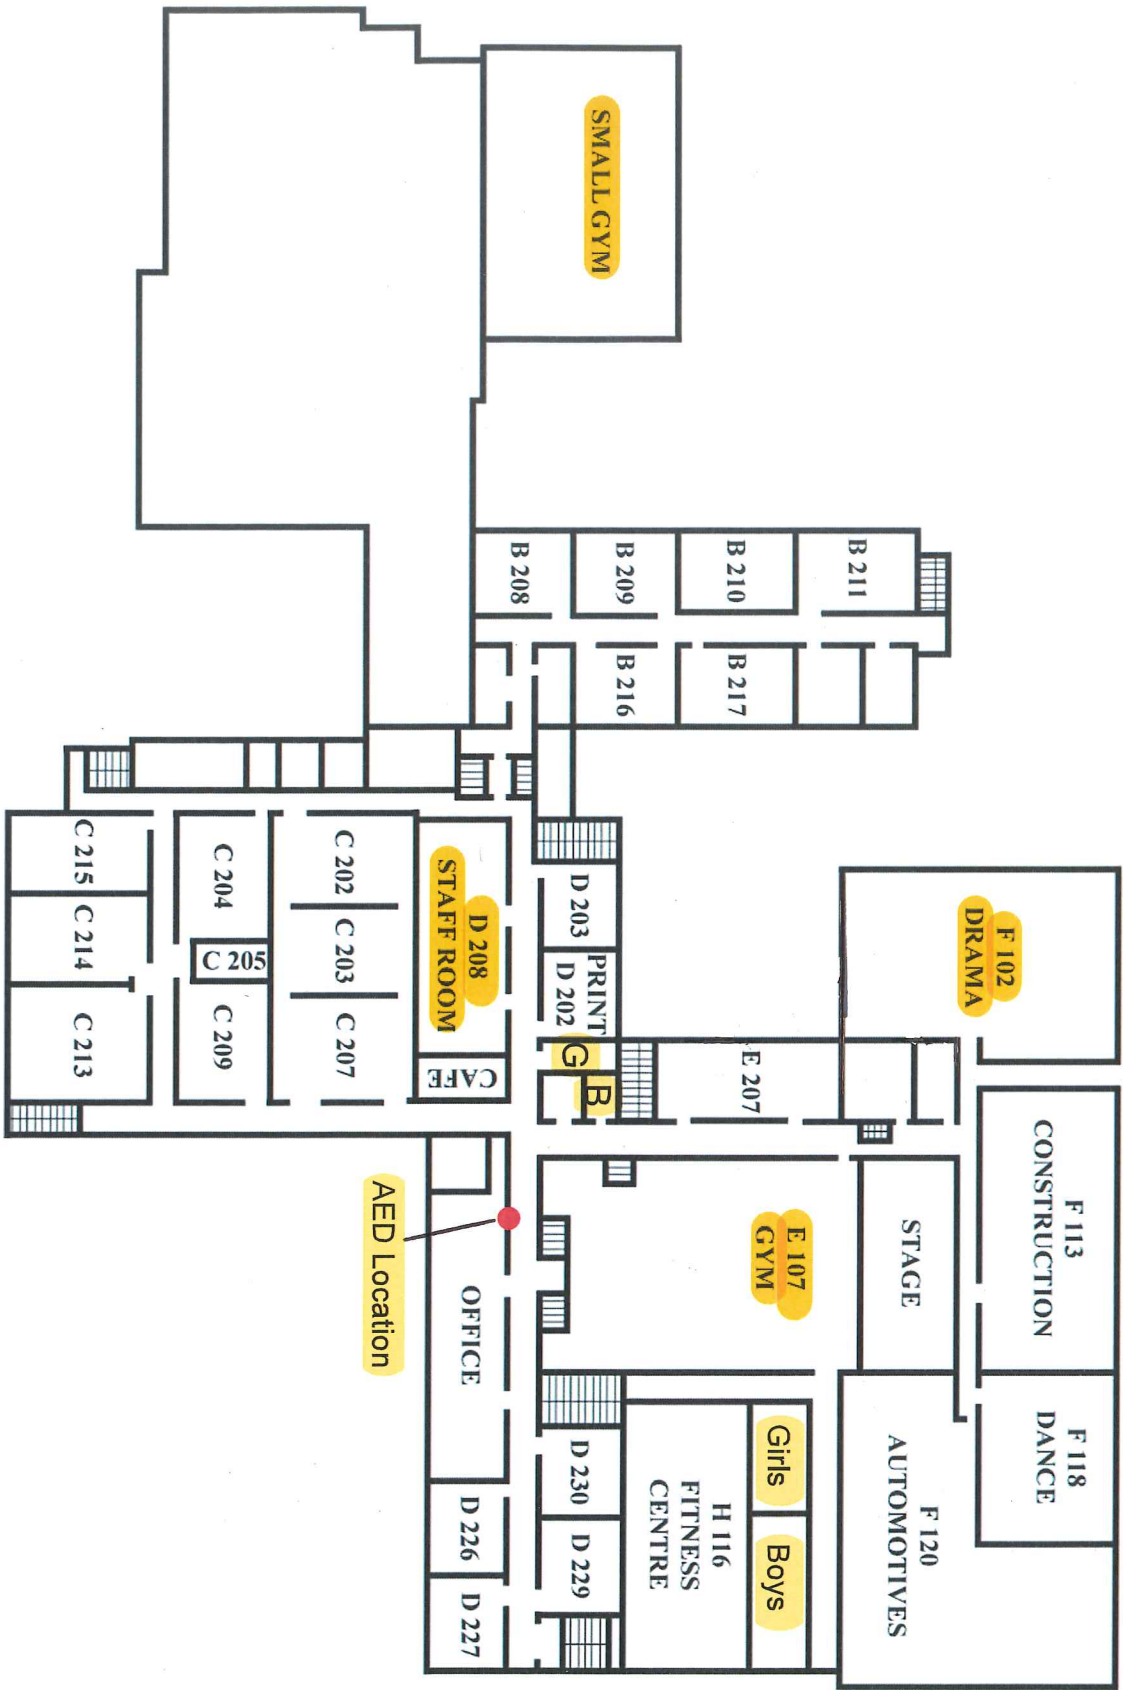 SMALL GYM
B 208
B 209
B 210
B 211
B 216
B 217
C 215
C 214
C 213
C 204
C 205
C 209
C 202
C 203
C 207
D 208
STAFF ROOM
CAFE
D 203
PRINT
D 202
G
B
E 207
F 102
DRAMA
F 113
CONSTRUCTION
STAGE
E 107
GYM
AED Location
OFFICE
F 118
DANCE
F 120
AUTOMOTIVES
Girls
Boys
H 116
FITNESS
CENTRE
D 230
D 229
D 226
D 227